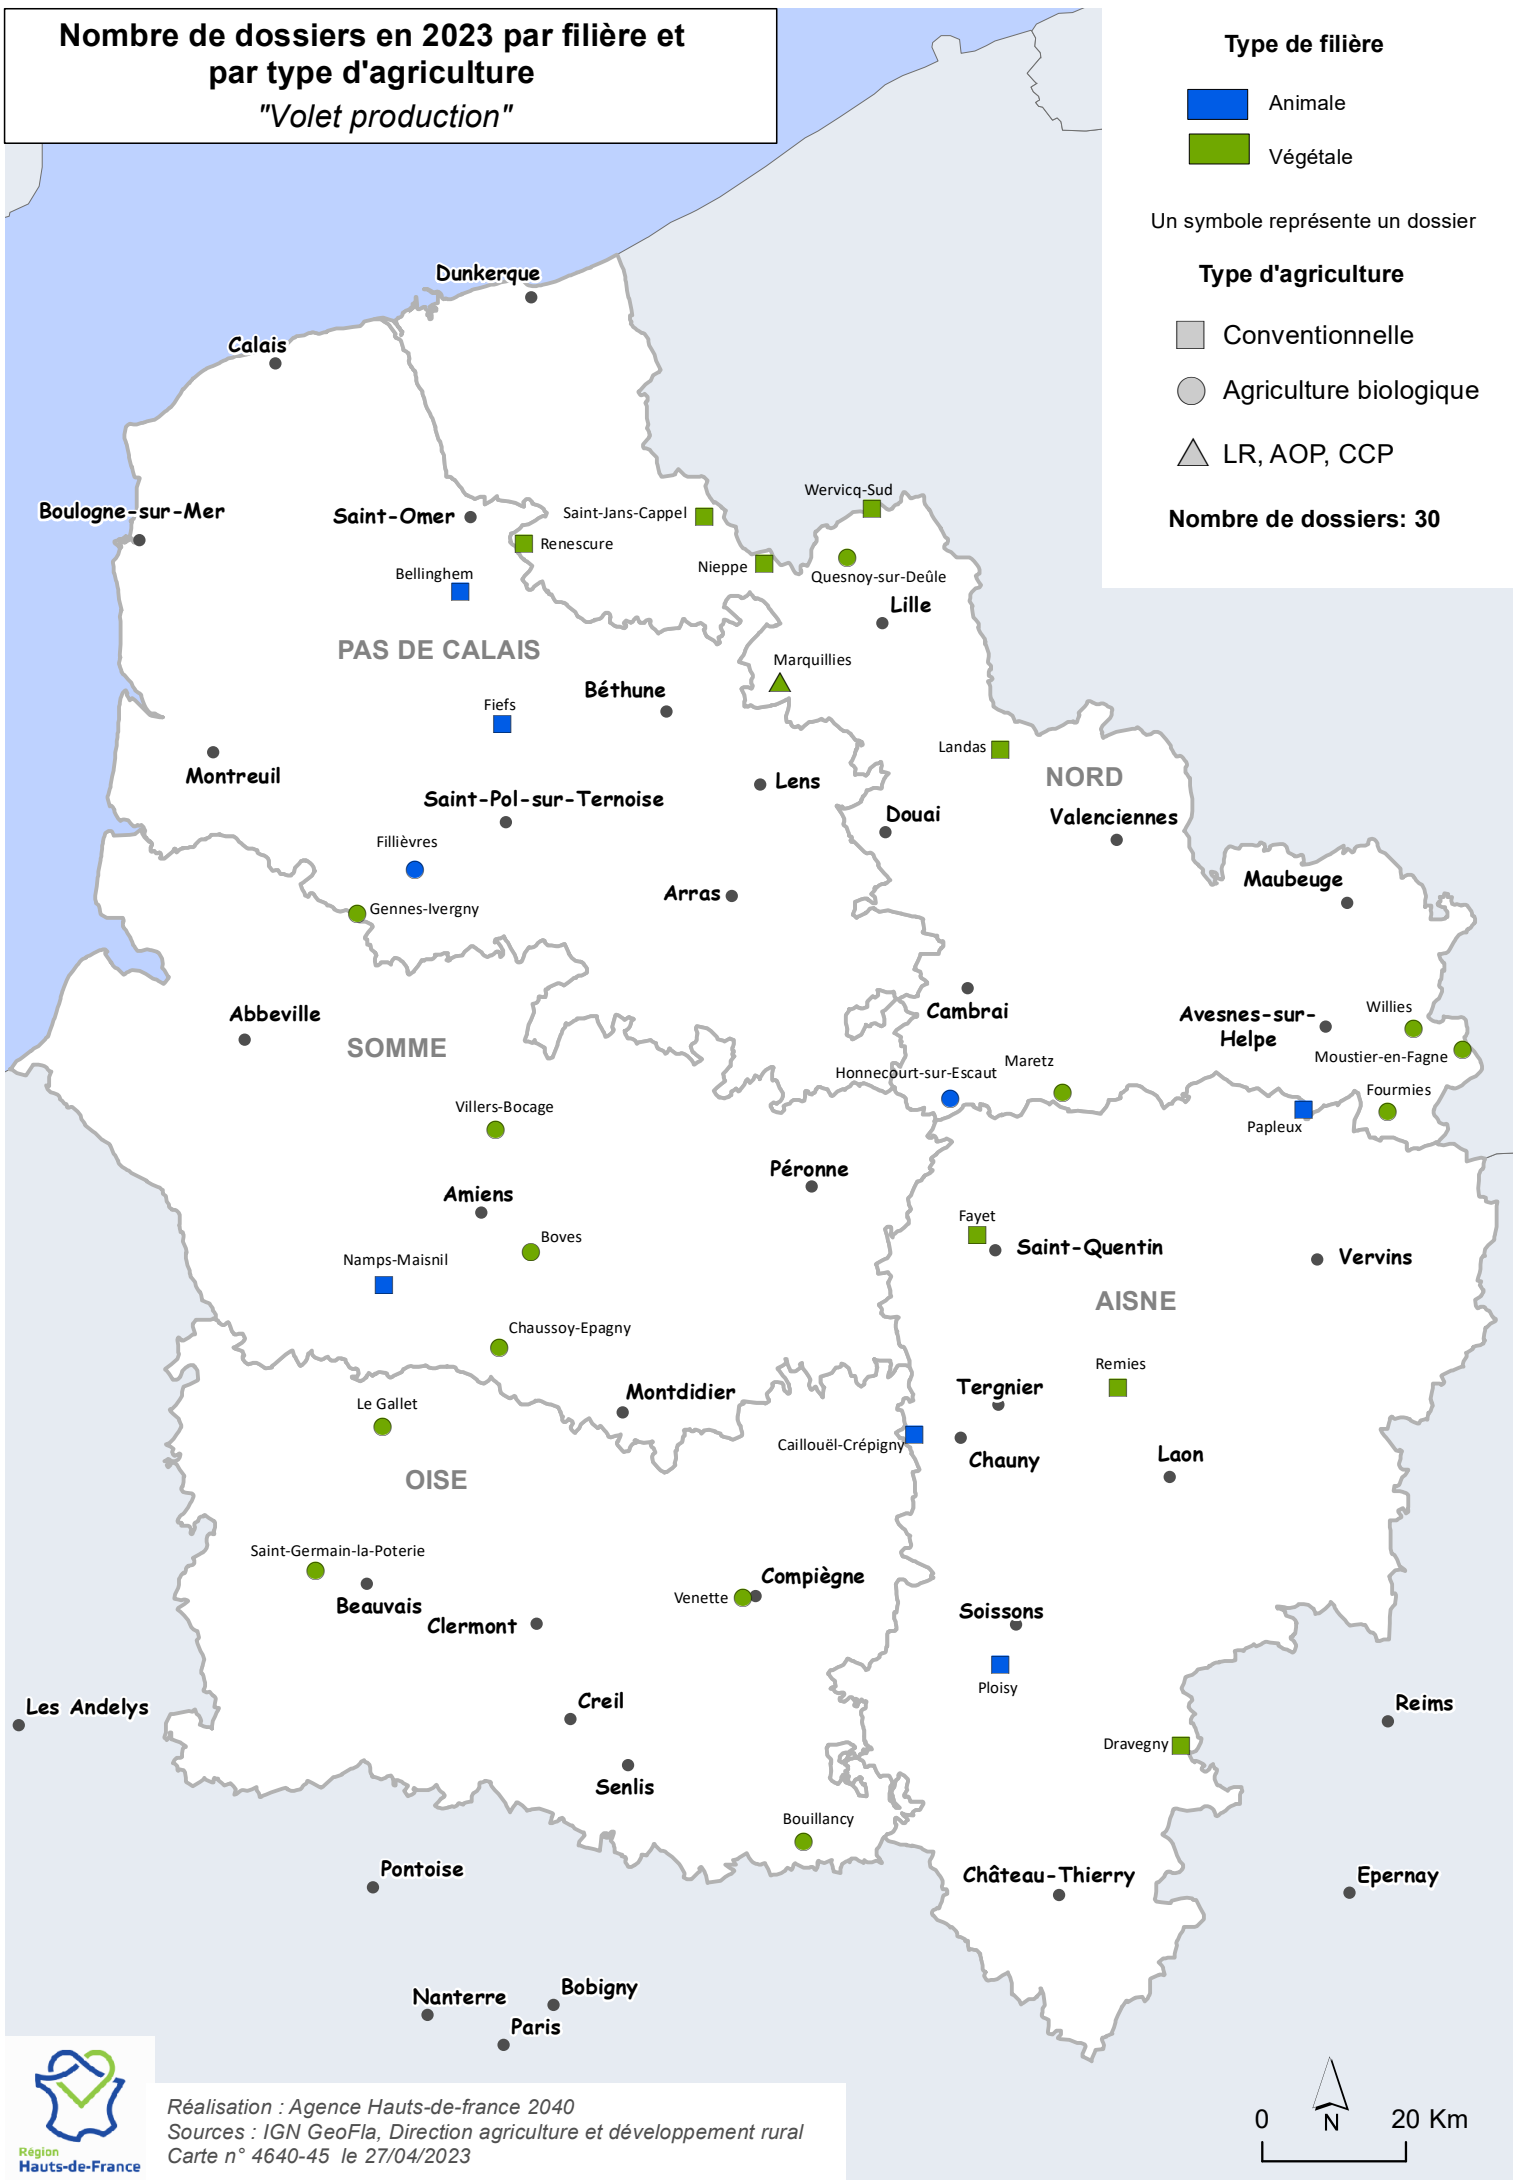 Nombre de dossiers en 2023 par filière et
par type d'agriculture
"Volet production"
Type de filière
Animale
Végétale
Un symbole représente un dossier
Type d'agriculture
Conventionnelle
Agriculture biologique
LR, AOP, CCP
Nombre de dossiers: 30
Dunkerque
Calais
Boulogne-sur-Mer
Saint-Omer
Saint-Jans-Cappel
Wervicq-Sud
Renescure
Nieppe
Quesnoy-sur-Deûle
Bellinghem
Lille
PAS DE CALAIS
Marquillies
Béthune
Fiefs
Landas
Montreuil
NORD
Lens
Saint-Pol-sur-Ternoise
Douai
Valenciennes
Fillièvres
Maubeuge
Arras
Gennes-Ivergny
Abbeville
Cambrai
Willies
Avesnes-sur-
Helpe
SOMME
Moustier-en-Fagne
Honnecourt-sur-Escaut
Maretz
Fourmies
Villers-Bocage
Papleux
Péronne
Amiens
Fayet
Boves
Saint-Quentin
Vervins
Namps-Maisnil
AISNE
Chaussoy-Epagny
Remies
Tergnier
Montdidier
Le Gallet
Caillouël-Crépigny
Chauny
Laon
OISE
Saint-Germain-la-Poterie
Compiègne
Venette
Beauvais
Clermont
Soissons
Ploisy
Les Andelys
Creil
Reims
Dravegny
Senlis
Bouillancy
Pontoise
Château-Thierry
Epernay
Nanterre
Bobigny
Paris
Région
Hauts-de-France
Réalisation : Agence Hauts-de-france 2040
Sources : IGN GeoFla, Direction agriculture et développement rural
Carte n° 4640-45 le 27/04/2023
0
N
20 Km